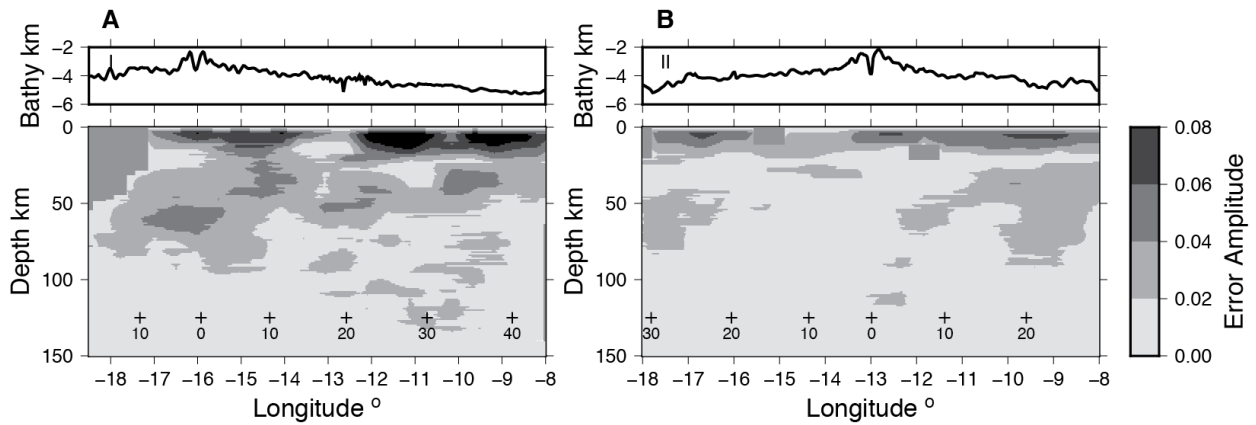 A
B
Bathy km
−2
−4
−6
I
Bathy km
−2
−4
−6
II
Depth km
0
50
100
150
+ + + + + +
10 0 10 20 30 40
−18 −17 −16 −15 −14 −13 −12 −11 −10 −9 −8
Longitude º
Depth km
0
50
100
150
+ + + + + +
30 20 10 0 10 20
−18 −17 −16 −15 −14 −13 −12 −11 −10 −9 −8
Longitude º
0.08
0.06
0.04
0.02
0.00
Error Amplitude